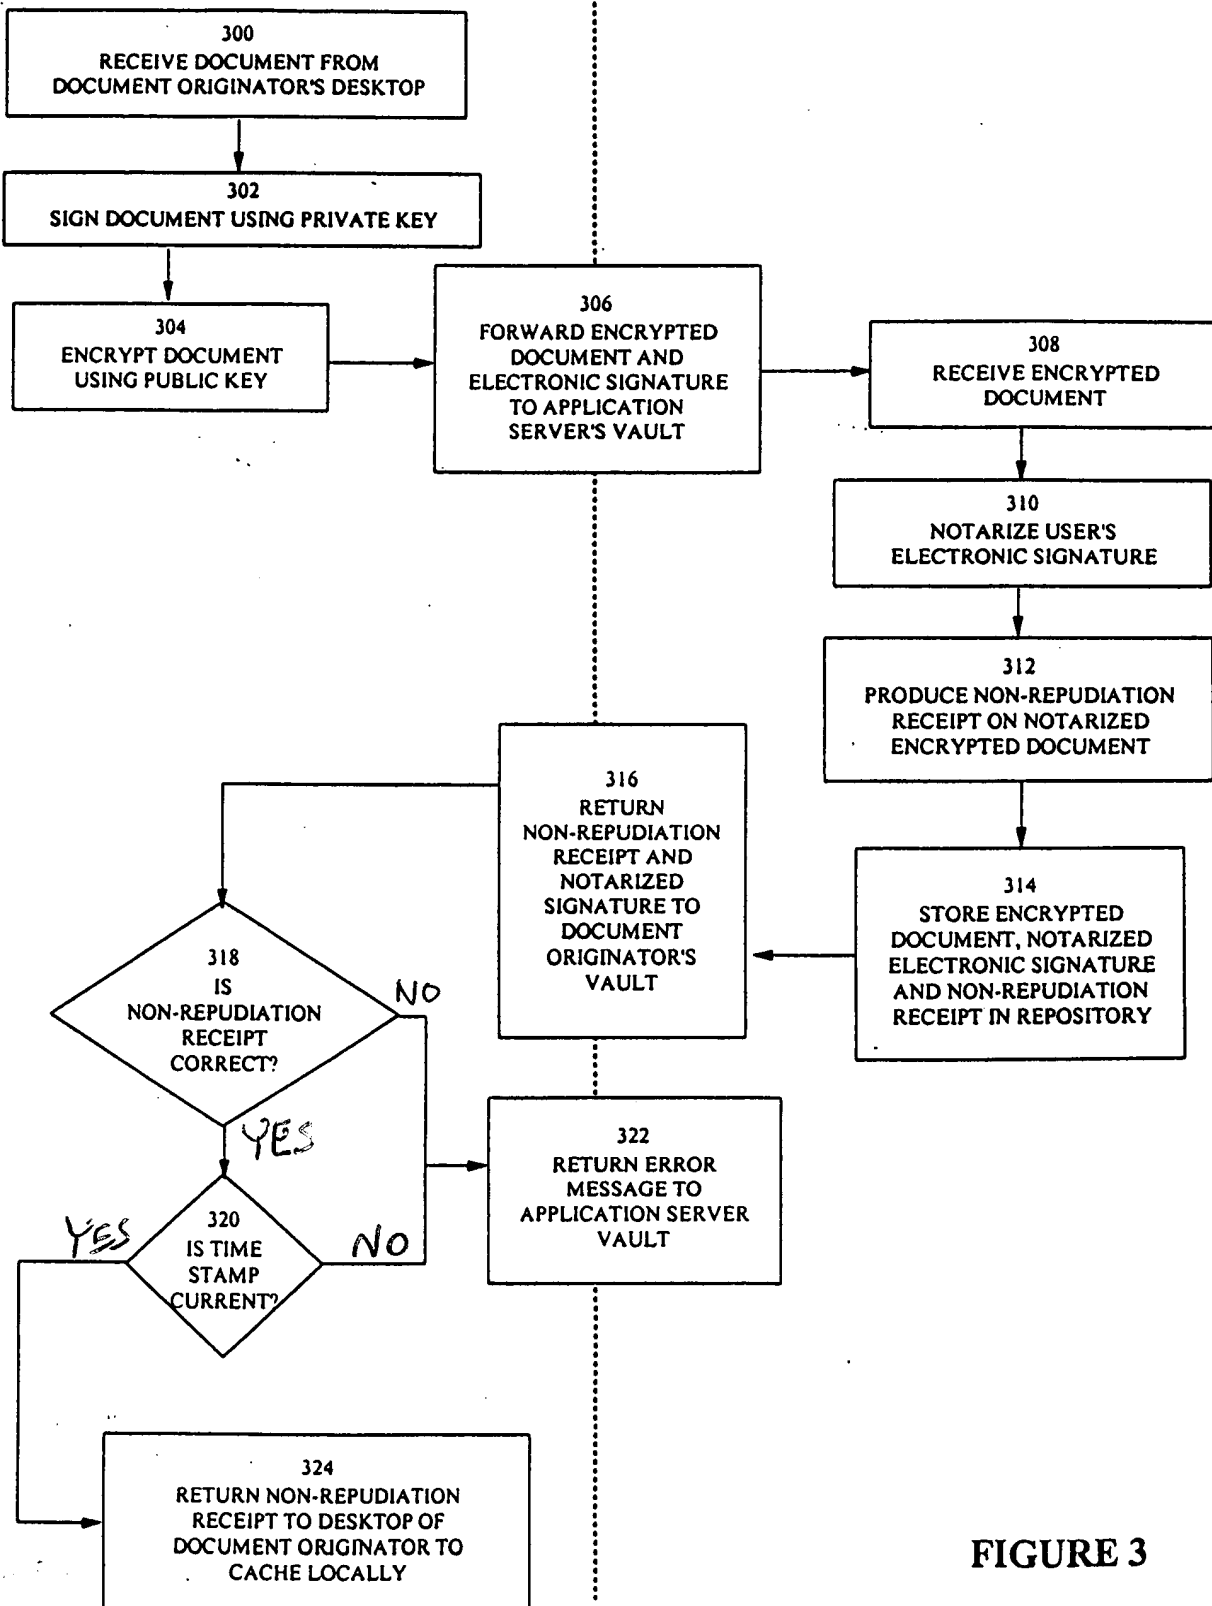 300
RECEIVE DOCUMENT FROM
DOCUMENT ORIGINATOR'S DESKTOP
302
SIGN DOCUMENT USING PRIVATE KEY
304
ENCRYPT DOCUMENT
USING PUBLIC KEY
306
FORWARD ENCRYPTED
DOCUMENT AND
ELECTRONIC SIGNATURE
TO APPLICATION
SERVER'S VAULT
308
RECEIVE ENCRYPTED
DOCUMENT
310
NOTARIZE USER'S
ELECTRONIC SIGNATURE
312
PRODUCE NON-REPUDIATION
RECEIPT ON NOTARIZED
ENCRYPTED DOCUMENT
314
STORE ENCRYPTED
DOCUMENT, NOTARIZED
ELECTRONIC SIGNATURE
AND NON-REPUDIATION
RECEIPT IN REPOSITORY
316
RETURN
NON-REPUDIATION
RECEIPT AND
NOTARIZED
SIGNATURE TO
DOCUMENT
ORIGINATOR'S
VAULT
318
IS
NON-REPUDIATION
RECEIPT
CORRECT?
NO
YES
320
IS TIME
STAMP
CURRENT?
YES
NO
322
RETURN ERROR
MESSAGE TO
APPLICATION SERVER
VAULT
324
RETURN NON-REPUDIATION
RECEIPT TO DESKTOP OF
DOCUMENT ORIGINATOR TO
CACHE LOCALLY
FIGURE 3